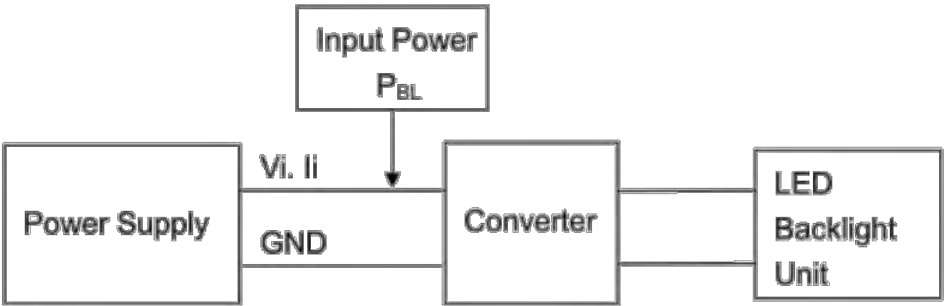 Input Power
PBL
Vi. Ii
Power Supply
GND
Converter
LED
Backlight
Unit